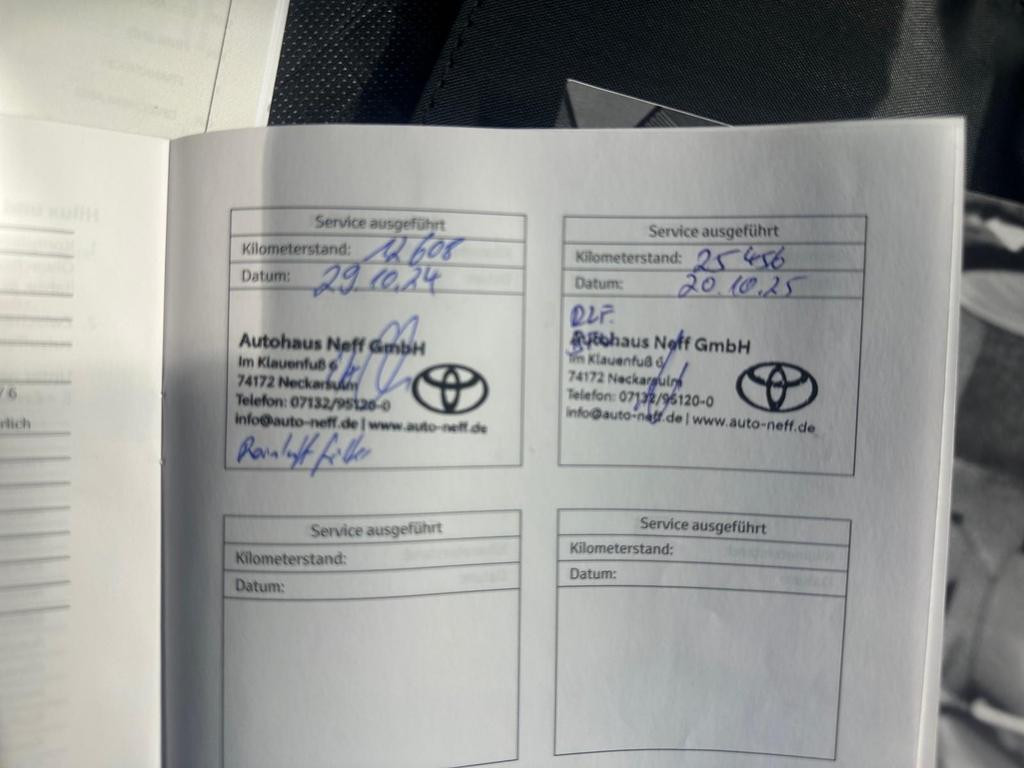 / 6
rlich
Service ausgeführt
Kilometerstand: 12 608
Datum: 29.10.24
Autohaus Neff GmbH
Im Klauenfuß 6
74172 Neckarsulm
Telefon: 07132/95120-0
info@auto-neff.de | www.auto-neff.de
Service ausgeführt
Kilometerstand: 25 456
Datum: 20.10.25
Autohaus Neff GmbH
Im Klauenfuß 6
74172 Neckarsulm
Telefon: 07132/95120-0
info@auto-neff.de | www.auto-neff.de
Service ausgeführt
Kilometerstand:
Datum:
Service ausgeführt
Kilometerstand:
Datum: